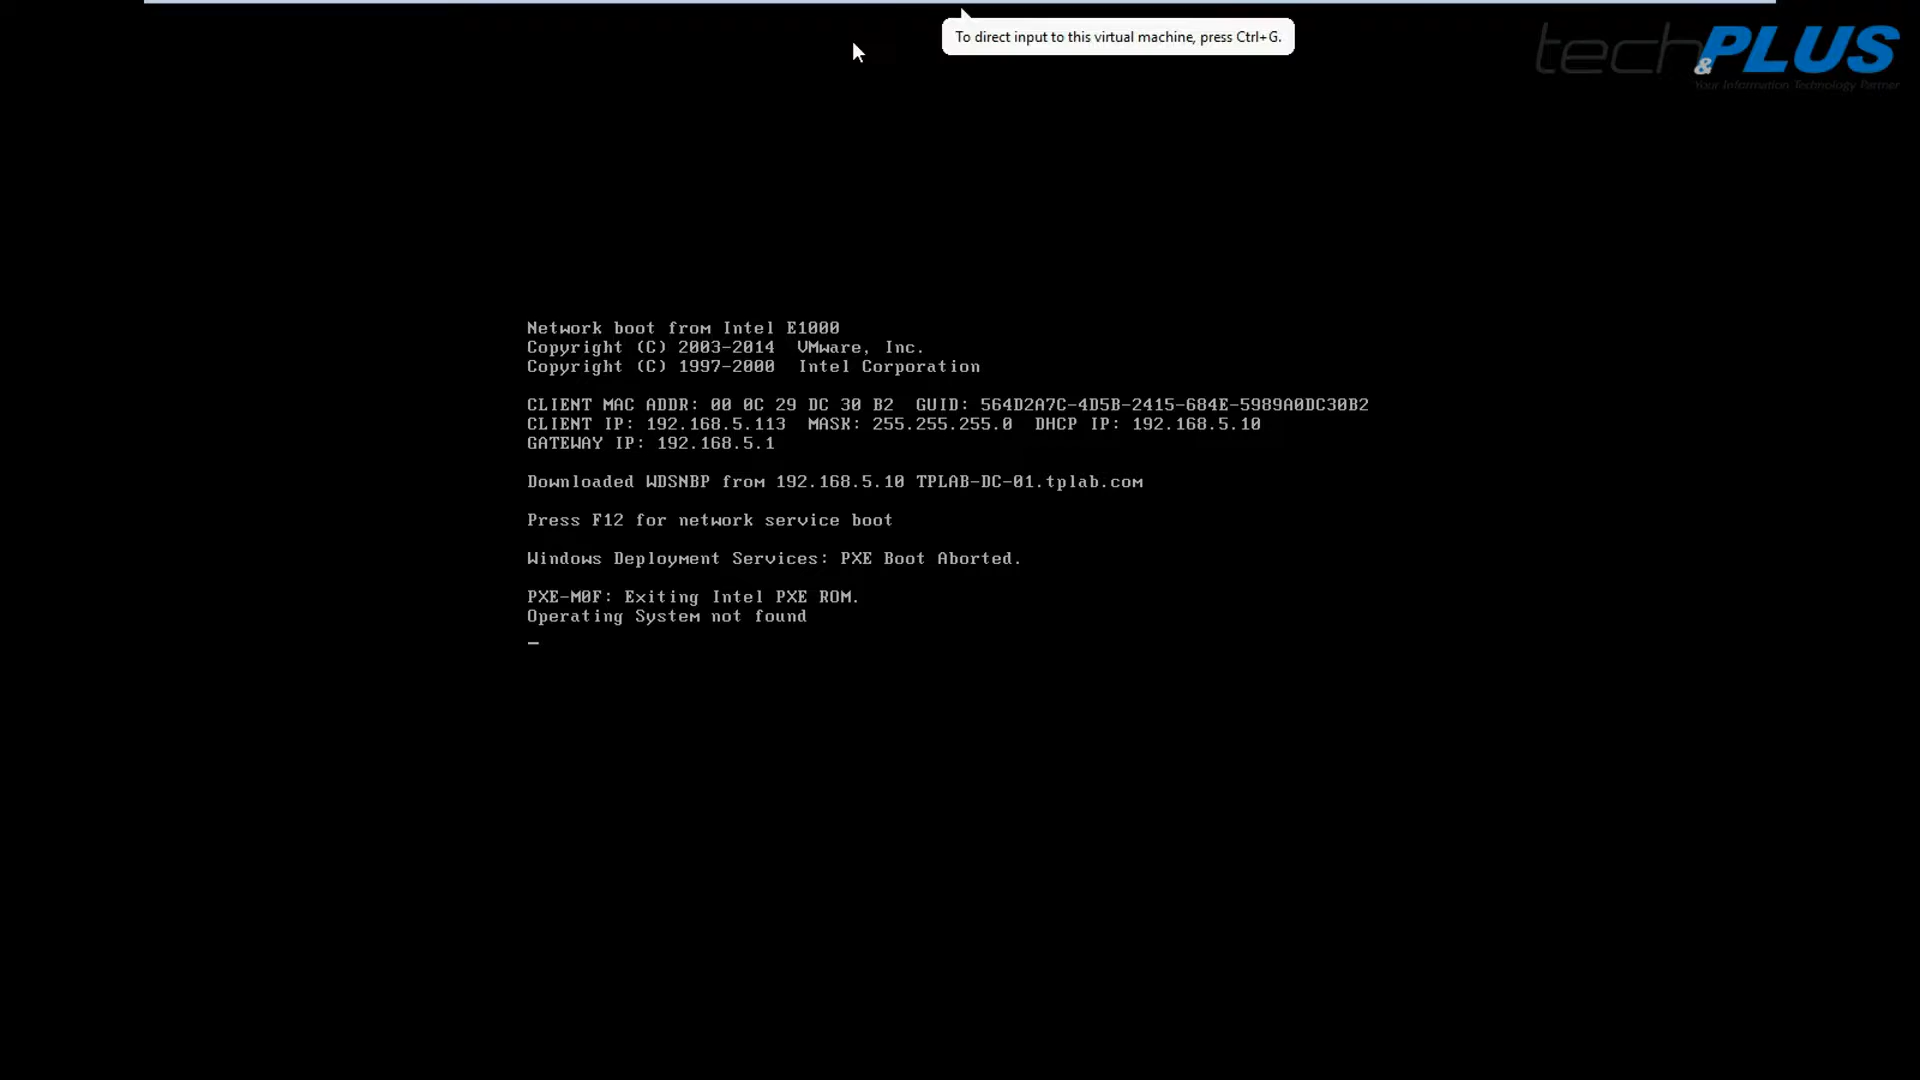 To direct input to this virtual machine, press Ctrl+G.
tech&PLUS
Your Information Technology Partner
Network boot from Intel E1000
Copyright (C) 2003-2014  VMware, Inc.
Copyright (C) 1997-2000  Intel Corporation
CLIENT MAC ADDR: 00 0C 29 DC 30 B2  GUID: 564D2A7C-4D5B-2415-684E-5989A0DC30B2
CLIENT IP: 192.168.5.113  MASK: 255.255.255.0  DHCP IP: 192.168.5.10
GATEWAY IP: 192.168.5.1
Downloaded WDSNBP from 192.168.5.10 TPLAB-DC-01.tplab.com
Press F12 for network service boot
Windows Deployment Services: PXE Boot Aborted.
PXE-M0F: Exiting Intel PXE ROM.
Operating System not found